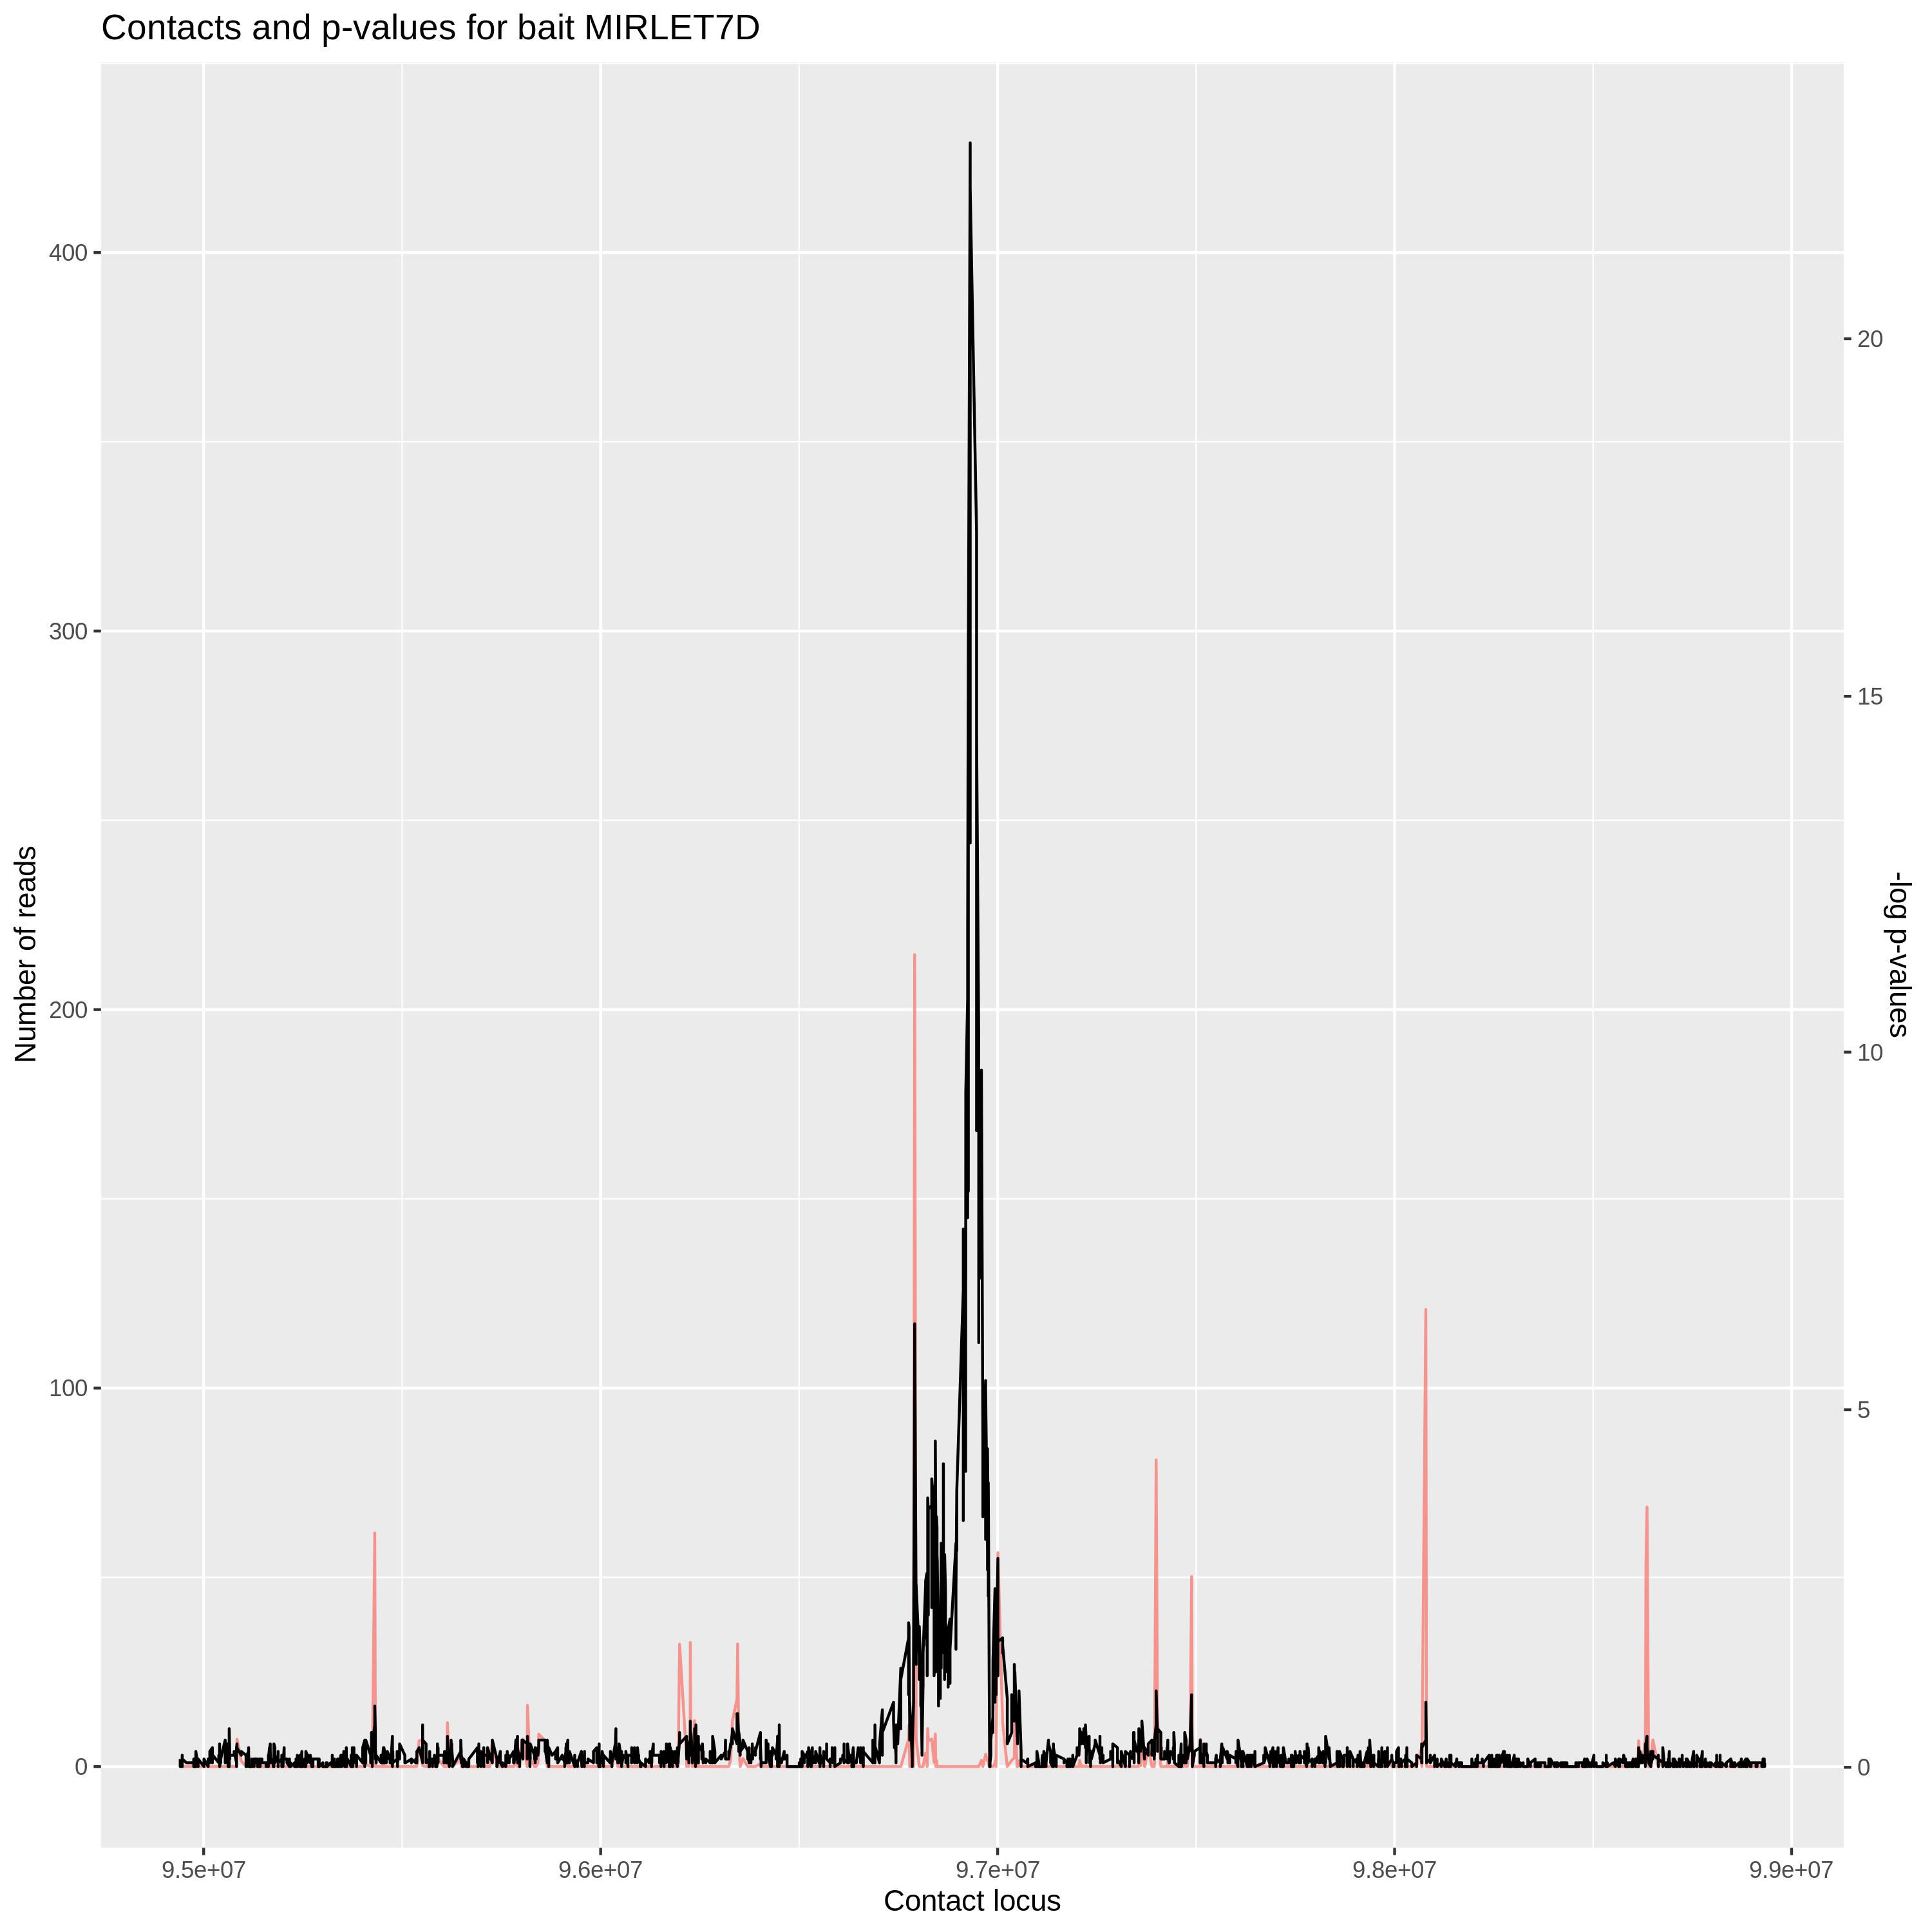 Contacts and p-values for bait MIRLET7D
400
300
200
100
0
Number of reads
20
15
10
5
0
-log p-values
9.5e+07
9.6e+07
9.7e+07
9.8e+07
9.9e+07
Contact locus